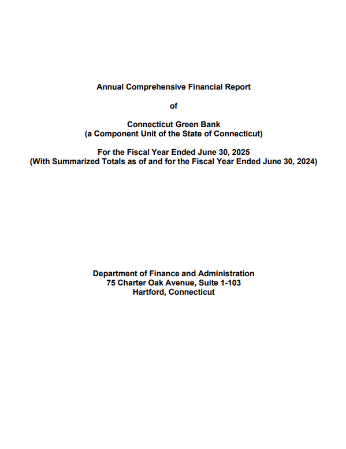 Annual Comprehensive Financial Report
of
Connecticut Green Bank
(a Component Unit of the State of Connecticut)
For the Fiscal Year Ended June 30, 2025
(With Summarized Totals as of and for the Fiscal Year Ended June 30, 2024)
Department of Finance and Administration
75 Charter Oak Avenue, Suite 1-103
Hartford, Connecticut